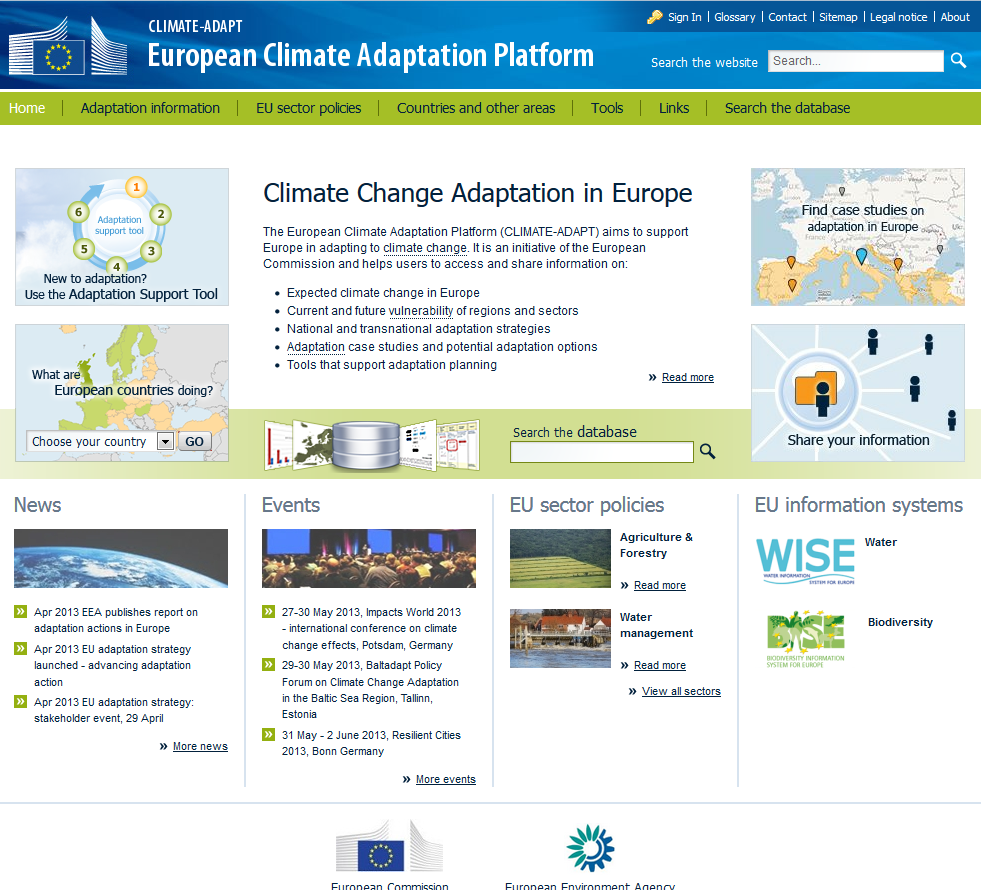 CLIMATE-ADAPT
European Climate Adaptation Platform
Sign In | Glossary | Contact | Sitemap | Legal notice | About
Search the website
Search...
Home | Adaptation information | EU sector policies | Countries and other areas | Tools | Links | Search the database
1
2
3
4
5
6
Adaptation
support tool
New to adaptation?
Use the Adaptation Support Tool
What are
European countries doing?
Choose your country
GO
Climate Change Adaptation in Europe
The European Climate Adaptation Platform (CLIMATE-ADAPT) aims to support
Europe in adapting to climate change. It is an initiative of the European
Commission and helps users to access and share information on:
• Expected climate change in Europe
• Current and future vulnerability of regions and sectors
• National and transnational adaptation strategies
• Adaptation case studies and potential adaptation options
• Tools that support adaptation planning
» Read more
Search the database
Find case studies on
adaptation in Europe
Share your information
News
» Apr 2013 EEA publishes report on
adaptation actions in Europe
» Apr 2013 EU adaptation strategy
launched - advancing adaptation
action
» Apr 2013 EU adaptation strategy:
stakeholder event, 29 April
» More news
Events
» 27-30 May 2013, Impacts World 2013
- international conference on climate
change effects, Potsdam, Germany
» 29-30 May 2013, Baltadapt Policy
Forum on Climate Change Adaptation
in the Baltic Sea Region, Tallinn,
Estonia
» 31 May - 2 June 2013, Resilient Cities
2013, Bonn Germany
» More events
EU sector policies
Agriculture &
Forestry
» Read more
Water
management
» Read more
» View all sectors
EU information systems
WISE
WATER INFORMATION
SYSTEM FOR EUROPE
Water
BIODIVERSITY INFORMATION
SYSTEM FOR EUROPE
Biodiversity
European Commission
European Environment Agency